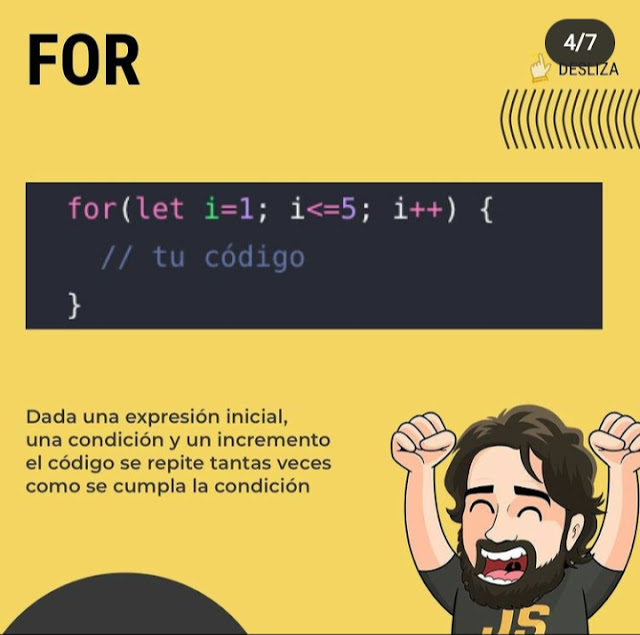 FOR
4/7
DESLIZA
for(let i=1; i<=5; i++) {
// tu código
}
Dada una expresión inicial,
una condición y un incremento
el código se repite tantas veces
como se cumpla la condición
JS